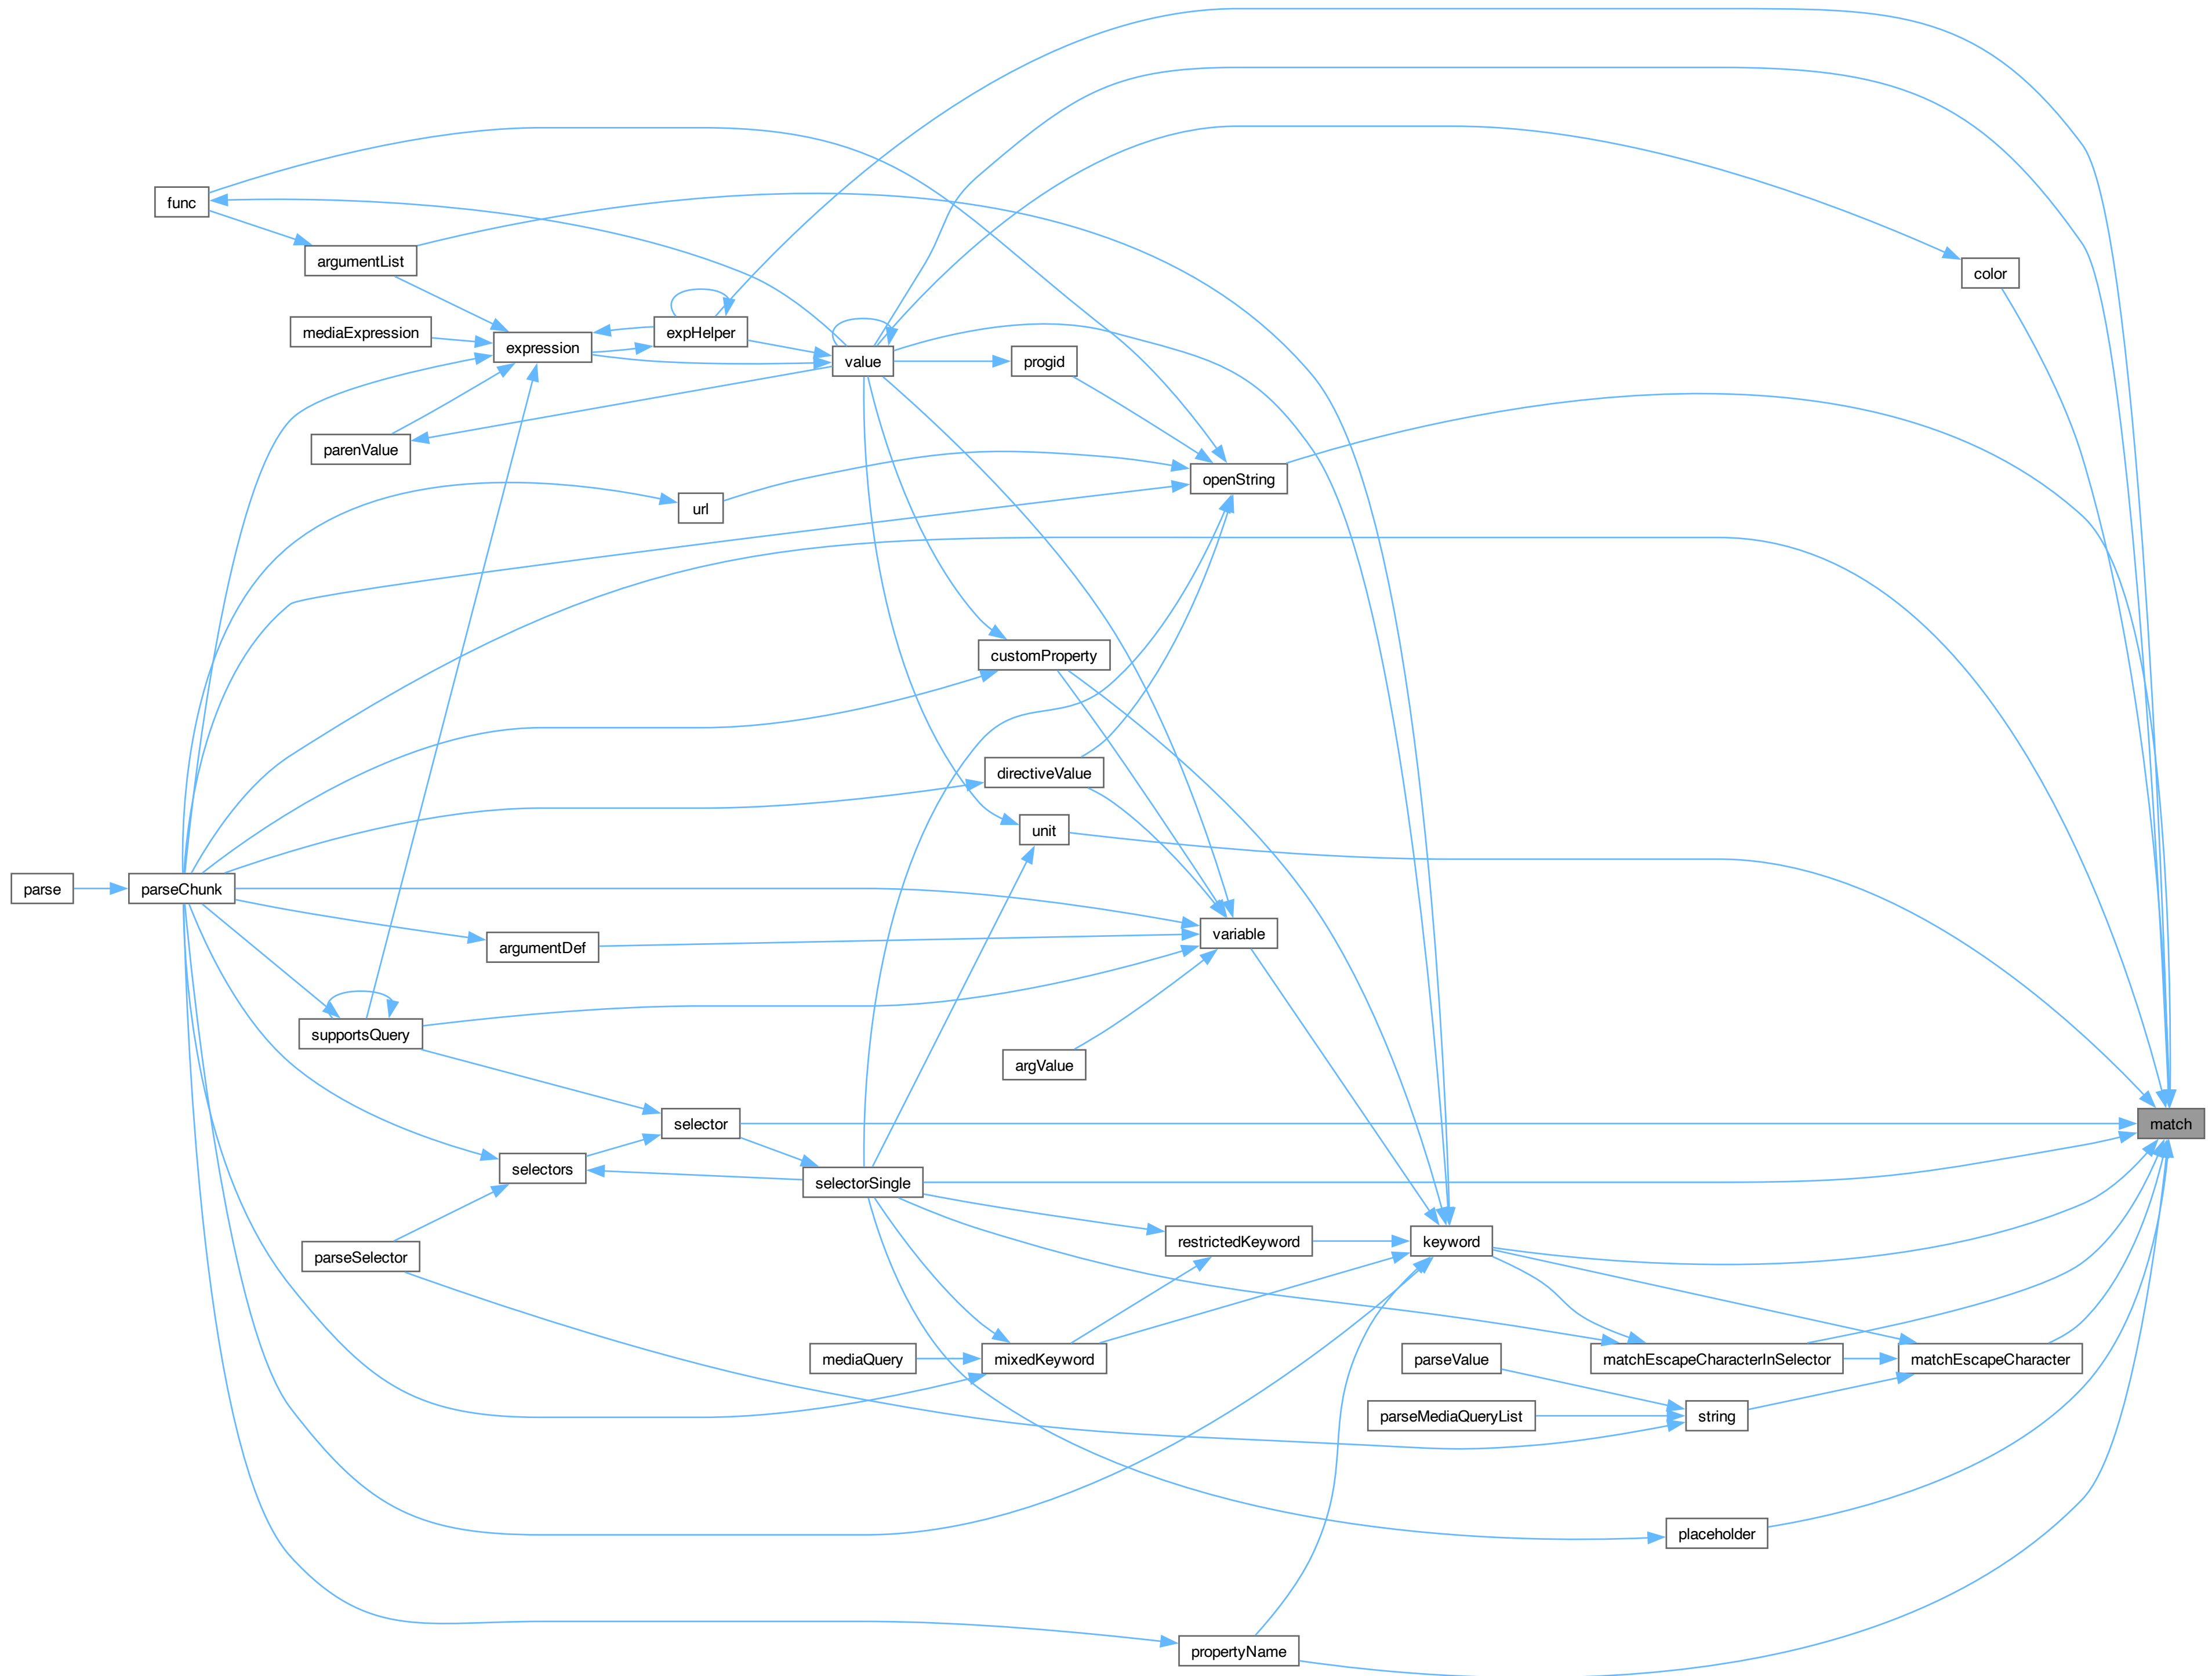 func
argumentList
color
mediaExpression
expHelper
expression
value
progid
parenValue
openString
url
customProperty
directiveValue
unit
parse
parseChunk
argumentDef
variable
supportsQuery
argValue
selector
match
selectors
selectorSingle
parseSelector
restrictedKeyword
keyword
mediaQuery
mixedKeyword
parseValue
matchEscapeCharacterInSelector
matchEscapeCharacter
parseMediaQueryList
string
placeholder
propertyName